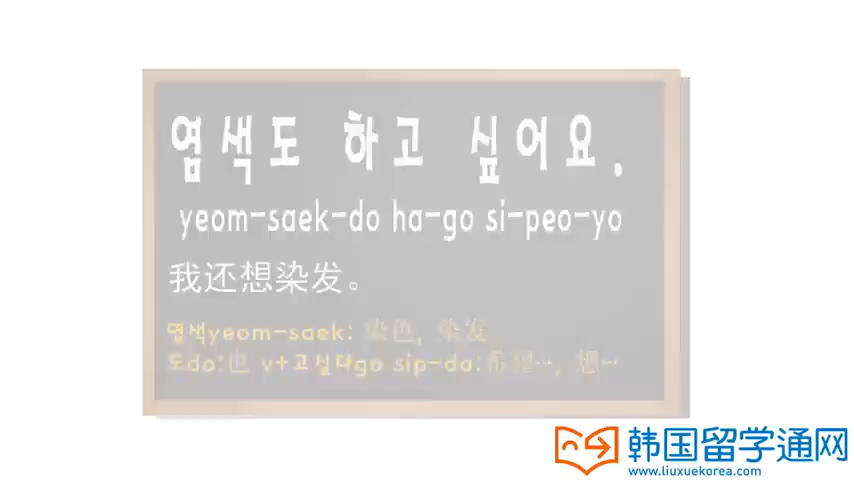 염색도 하고 싶어요.
yeom-saek-do ha-go si-peo-yo
我还想染发。
염색yeom-saek: 染色, 染发
도do:也 v+고싶다go sip-da:希望…, 想…
韩国留学通网
www.liuxuekorea.com